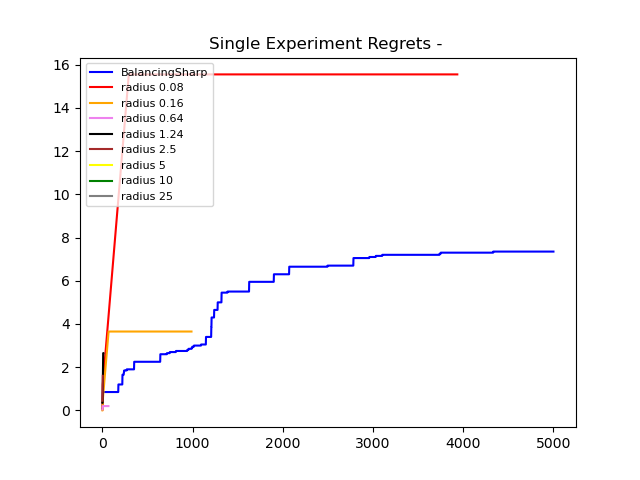 Single Experiment Regrets -
BalancingSharp
radius 0.08
radius 0.16
radius 0.64
radius 1.24
radius 2.5
radius 5
radius 10
radius 25
16
14
12
10
8
6
4
2
0
0 1000 2000 3000 4000 5000